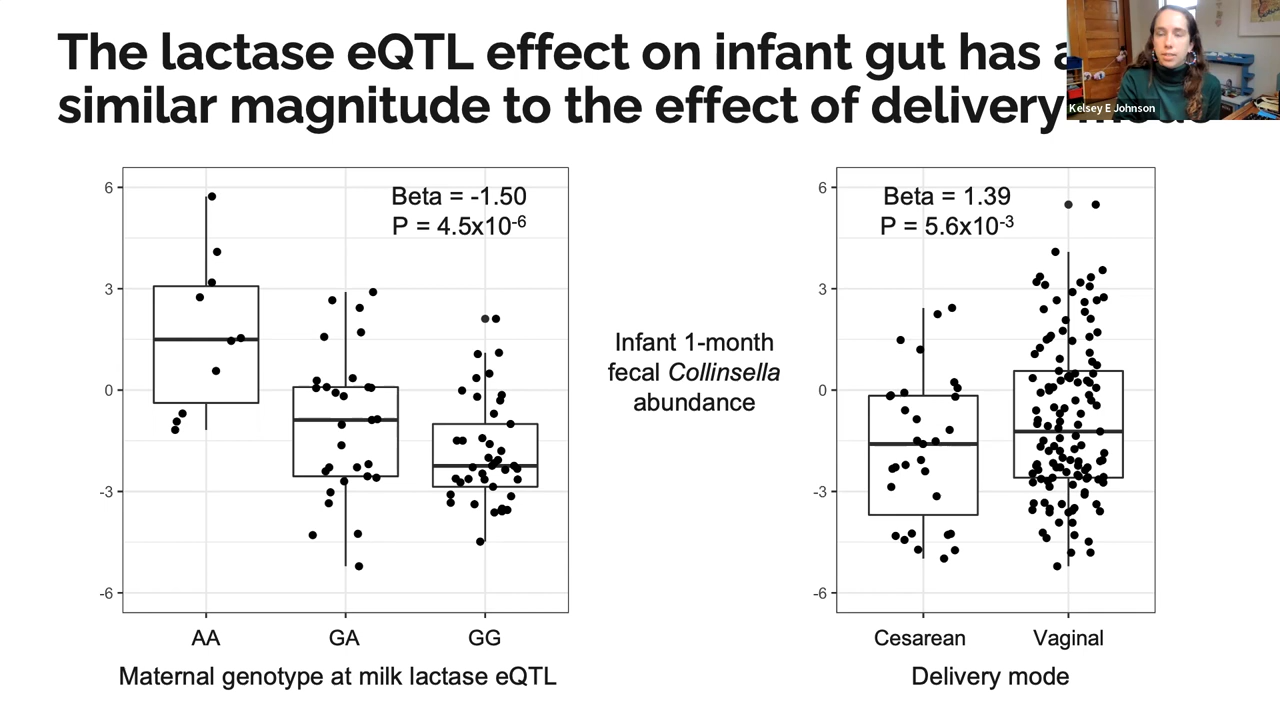 The lactase eQTL effect on infant gut has a
similar magnitude to the effect of delivery
Kelsey E Johnson
6
3
0
-3
-6
Beta = -1.50
P = 4.5x10-6
AA
GA
GG
Maternal genotype at milk lactase eQTL
Infant 1-month
fecal Collinsella
abundance
6
3
0
-3
-6
Beta = 1.39
P = 5.6x10-3
Cesarean
Vaginal
Delivery mode